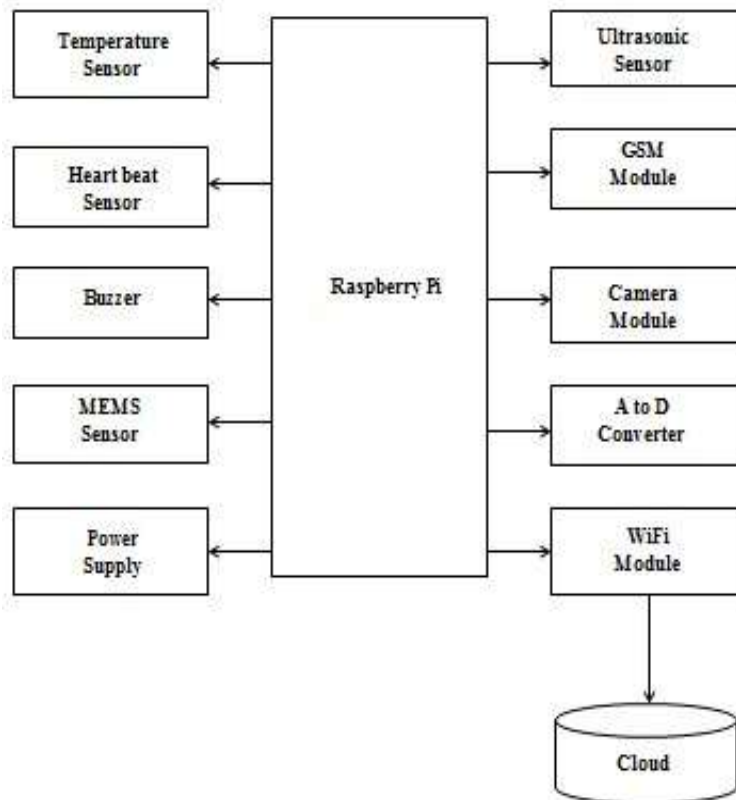 Temperature
Sensor
Heart beat
Sensor
Buzzer
MEMS
Sensor
Power
Supply
Raspberry Pi
Ultrasonic
Sensor
GSM
Module
Camera
Module
A to D
Converter
WiFi
Module
Cloud